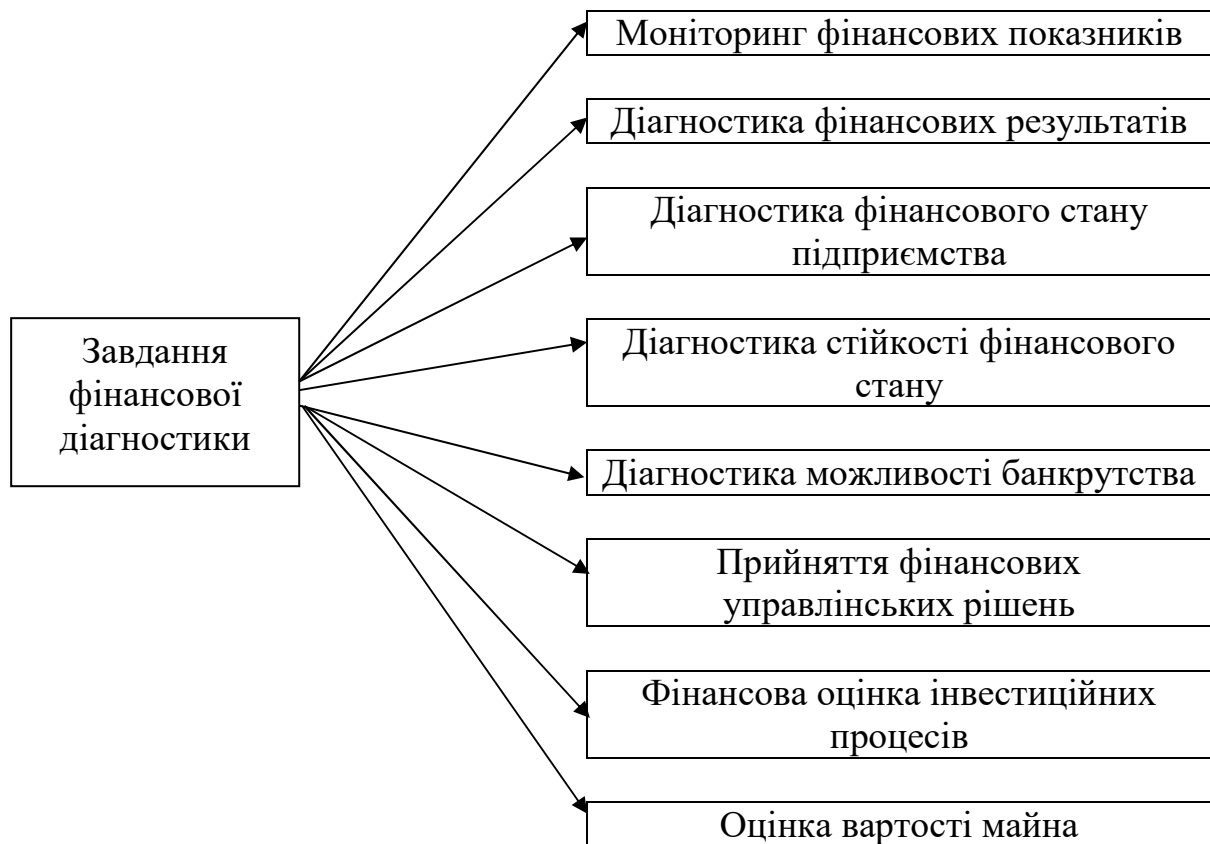 Моніторинг фінансових показників
Діагностика фінансових результатів
Діагностика фінансового стану
підприємства
Завдання
фінансової
діагностики
Діагностика стійкості фінансового
стану
Діагностика можливості банкрутства
Прийняття фінансових
управлінських рішень
Фінансова оцінка інвестиційних
процесів
Оцінка вартості майна